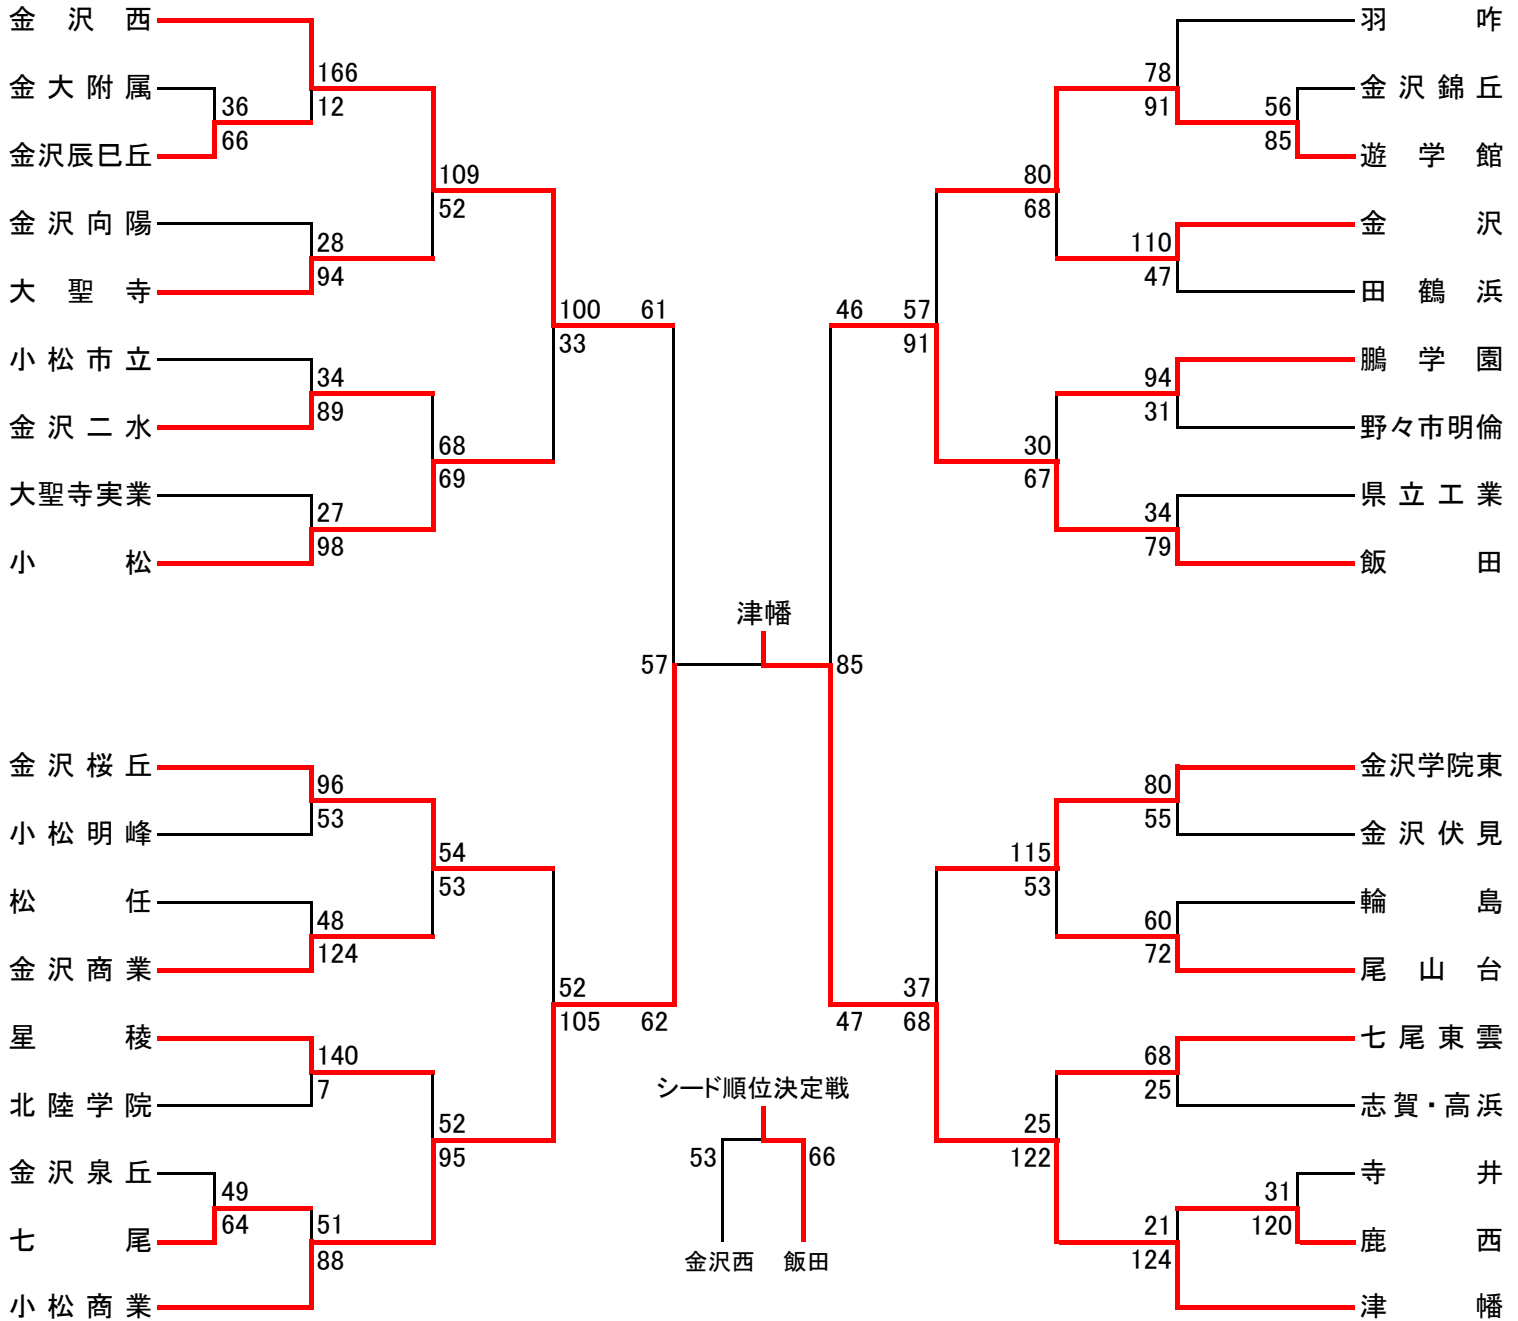 金沢西
金大附属
金沢辰巳丘
金沢向陽
大聖寺
小松市立
金沢二水
大聖寺実業
小松
166
12
36
66
28
94
34
89
27
98
109
52
68
69
100
33
61
金沢桜丘
小松明峰
松任
金沢商業
星稜
北陸学院
金沢泉丘
七尾
小松商業
96
53
48
124
140
7
49
64
51
88
54
53
52
95
52
105
62
57
津幡
85
シード順位決定戦
53
66
金沢西
飯田
羽咋
金沢錦丘
遊学館
金沢
田鶴浜
鵬学園
野々市明倫
県立工業
飯田
78
91
56
85
110
47
94
31
34
79
80
68
30
67
46
57
91
金沢学院東
金沢伏見
輪島
尾山台
七尾東雲
志賀・高浜
寺井
鹿西
津幡
80
55
60
72
68
25
31
120
21
124
115
53
25
122
37
68
47